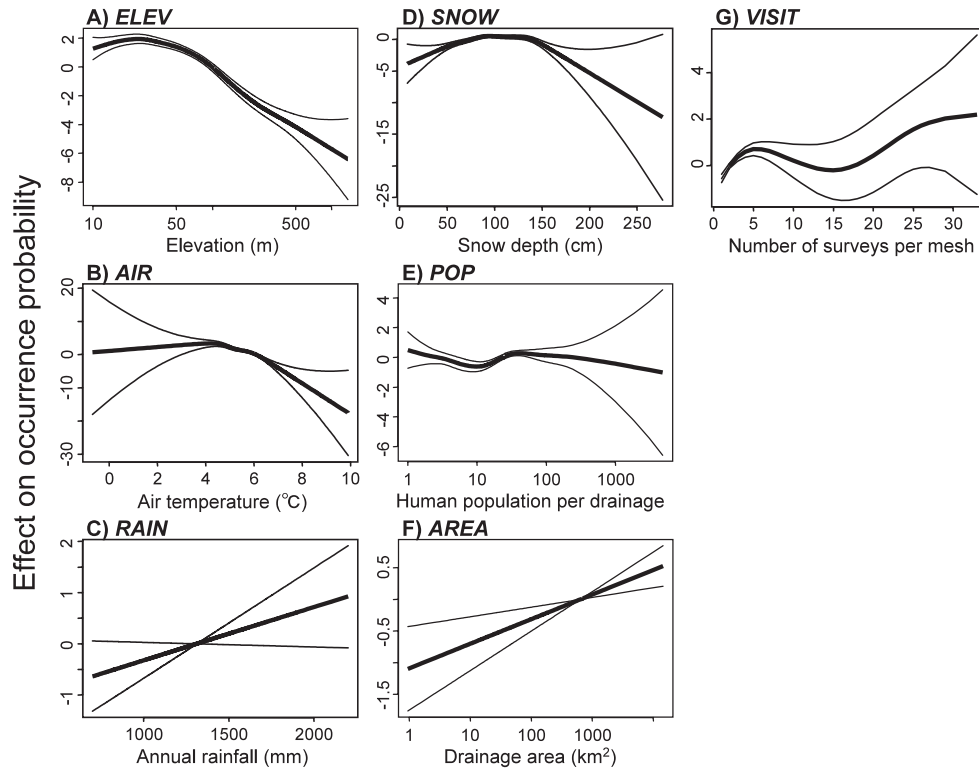 Effect on occurrence probability
A) ELEV
2
0
-2
-4
-6
-8
10 50 500
Elevation (m)
B) AIR
20
0
-10
-30
0 2 4 6 8 10
Air temperature (°C)
C) RAIN
2
1
0
-1
1000 1500 2000
Annual rainfall (mm)
D) SNOW
0
-5
-15
-25
0 50 100 150 200 250
Snow depth (cm)
E) POP
4
2
0
-2
-4
-6
1 10 100 1000
Human population per drainage
F) AREA
0.5
-0.5
-1.5
1 10 100 1000
Drainage area (km²)
G) VISIT
4
2
0
0 5 10 15 20 25 30
Number of surveys per mesh